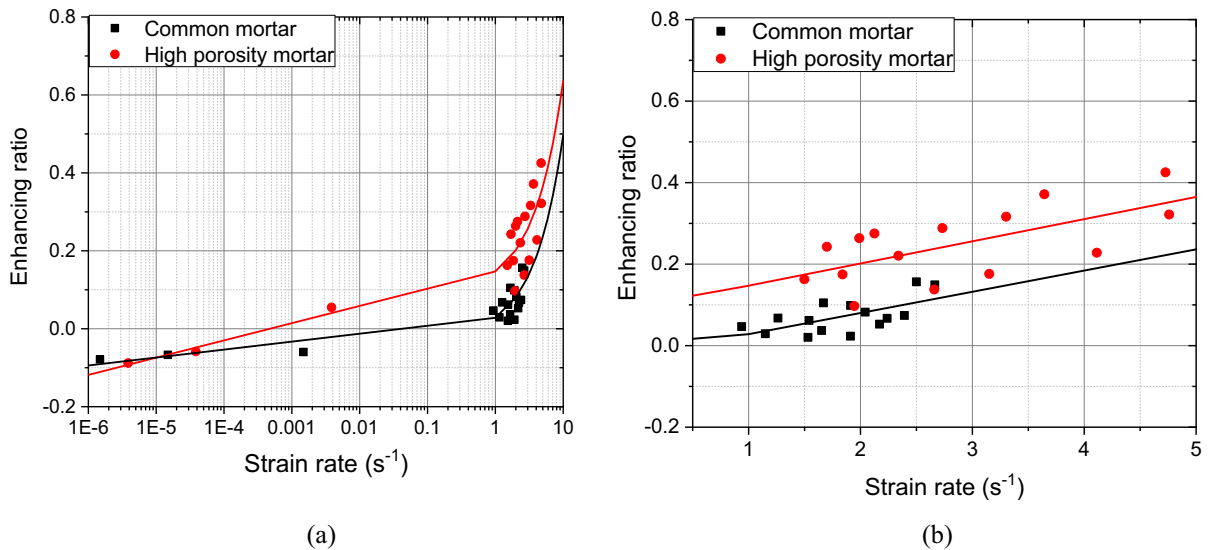 0.8
0.6
0.4
0.2
0.0
-0.2
Enhancing ratio
Common mortar
High porosity mortar
1E-6 1E-5 1E-4 0.001 0.01 0.1 1 10
Strain rate (s⁻¹)
(a)
0.8
0.6
0.4
0.2
0.0
-0.2
Enhancing ratio
Common mortar
High porosity mortar
1 2 3 4 5
Strain rate (s⁻¹)
(b)